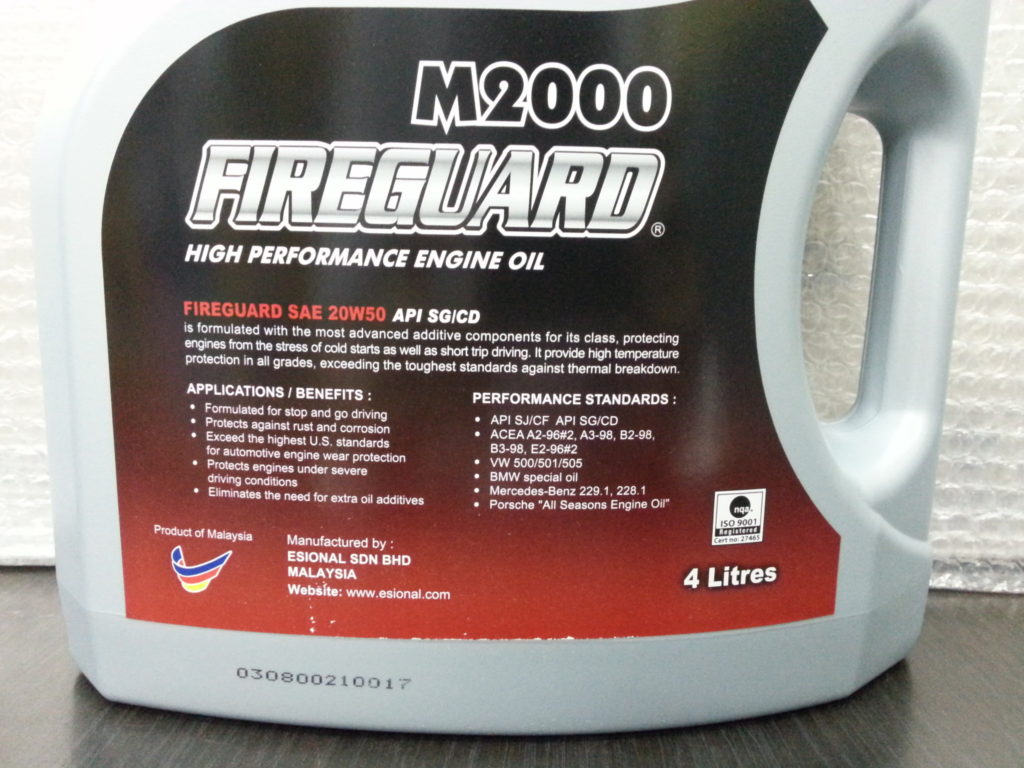 M2000
FIREGUARD®
HIGH PERFORMANCE ENGINE OIL
FIREGUARD SAE 20W50 API SG/CD
is formulated with the most advanced additive components for its class, protecting
engines from the stress of cold starts as well as short trip driving. It provide high temperature
protection in all grades, exceeding the toughest standards against thermal breakdown.
APPLICATIONS / BENEFITS :
• Formulated for stop and go driving
• Protects against rust and corrosion
• Exceed the highest U.S. standards
for automotive engine wear protection
• Protects engines under severe
driving conditions
• Eliminates the need for extra oil additives
PERFORMANCE STANDARDS :
• API SJ/CF API SG/CD
• ACEA A2-96#2, A3-98, B2-98,
B3-98, E2-96#2
• VW 500/501/505
• BMW special oil
• Mercedes-Benz 229.1, 228.1
• Porsche "All Seasons Engine Oil"
nqa.
ISO 9001
Registered
Cert no: 27465
Product of Malaysia
Manufactured by :
ESIONAL SDN BHD
MALAYSIA
Website: www.esional.com
4 Litres
030800210017